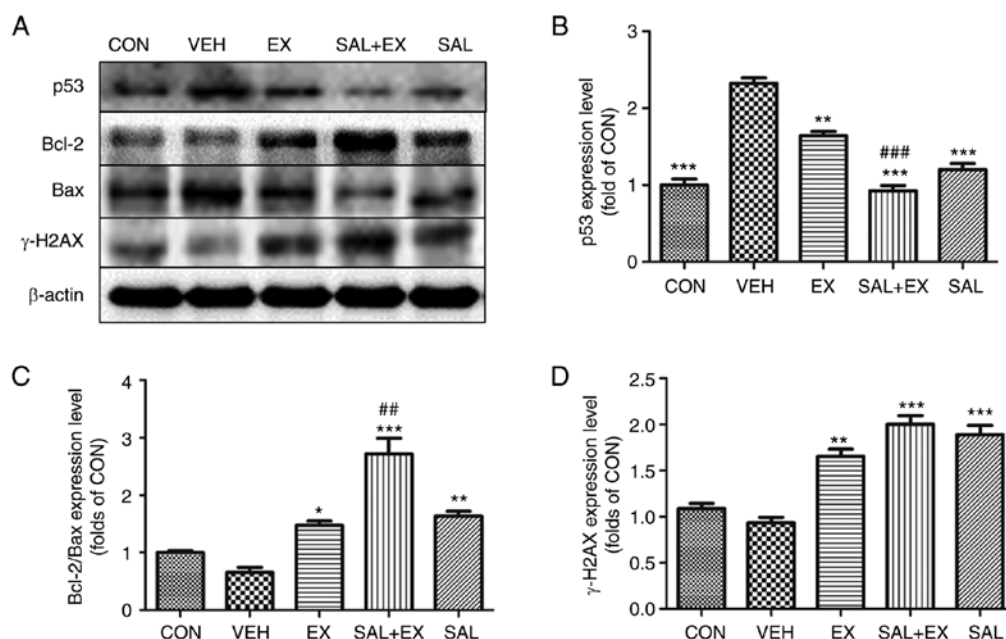 A
CON VEH EX SAL+EX SAL
p53
Bcl-2
Bax
γ-H2AX
β-actin
B
p53 expression level
(fold of CON)
3
2
1
0
***
**
###
***
***
CON VEH EX SAL+EX SAL
C
Bcl-2/Bax expression level
(folds of CON)
4
3
2
1
0
*
##
***
**
CON VEH EX SAL+EX SAL
D
γ-H2AX expression level
(folds of CON)
2.5
2.0
1.5
1.0
0.0
**
***
***
CON VEH EX SAL+EX SAL